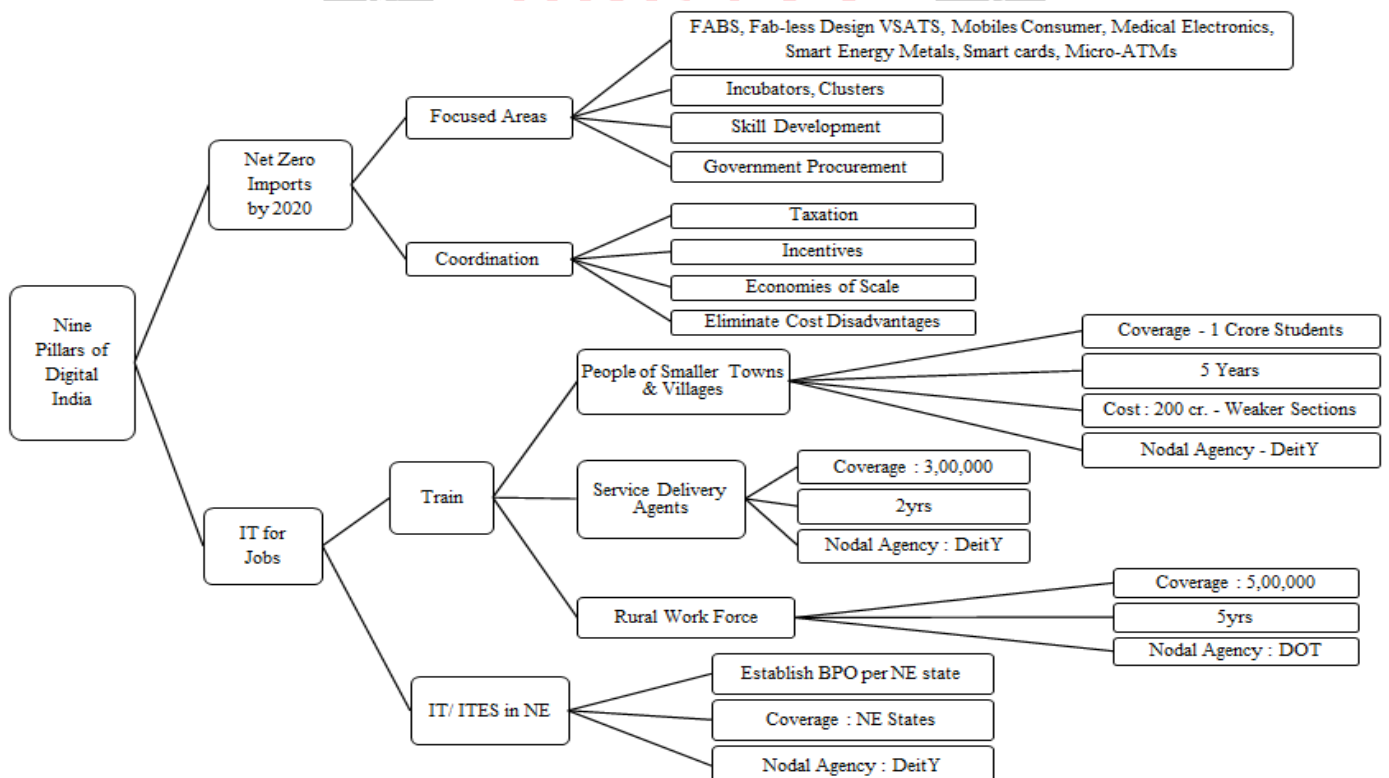 Nine
Pillars of
Digital
India
Net Zero
Imports
by 2020
Focused Areas
FABS, Fab-less Design VSATS, Mobiles Consumer, Medical Electronics,
Smart Energy Metals, Smart cards, Micro-ATMs
Incubators, Clusters
Skill Development
Government Procurement
Coordination
Taxation
Incentives
Economies of Scale
Eliminate Cost Disadvantages
IT for
Jobs
Train
People of Smaller Towns
& Villages
Coverage - 1 Crore Students
5 Years
Cost : 200 cr. - Weaker Sections
Nodal Agency - DeitY
Service Delivery
Agents
Coverage : 3,00,000
2yrs
Nodal Agency : DeitY
Rural Work Force
Coverage : 5,00,000
5yrs
Nodal Agency : DOT
IT/ ITES in NE
Establish BPO per NE state
Coverage : NE States
Nodal Agency : DeitY